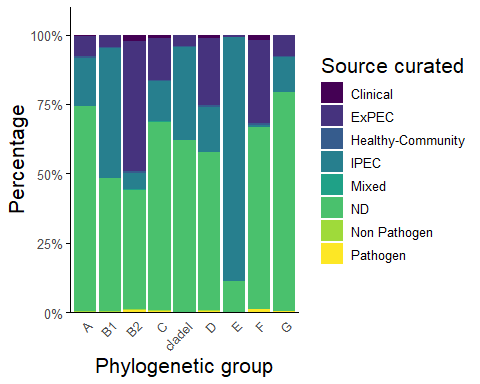 100%
75%
50%
25%
0%
Percentage
A
B1
B2
C
cladeI
D
E
F
G
Phylogenetic group
Source curated
Clinical
ExPEC
Healthy-Community
IPEC
Mixed
ND
Non Pathogen
Pathogen